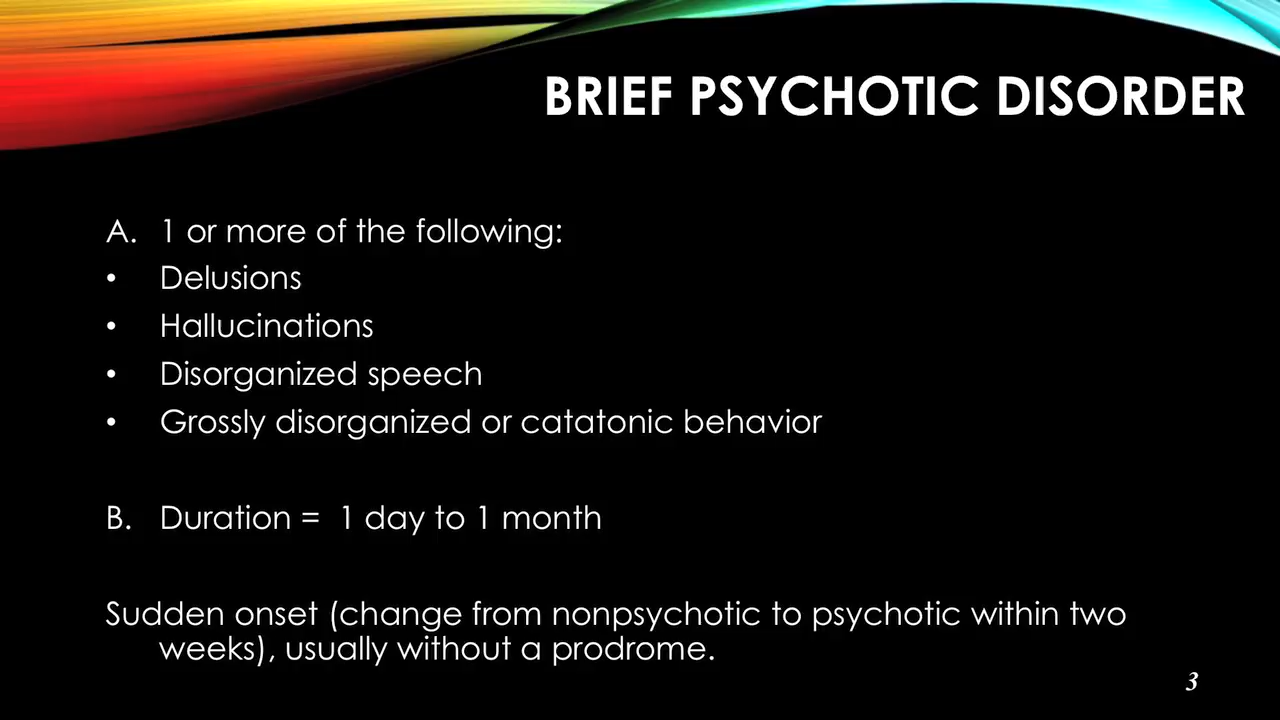 BRIEF PSYCHOTIC DISORDER
A. 1 or more of the following:
• Delusions
• Hallucinations
• Disorganized speech
• Grossly disorganized or catatonic behavior
B. Duration = 1 day to 1 month
Sudden onset (change from nonpsychotic to psychotic within two
weeks), usually without a prodrome.
3